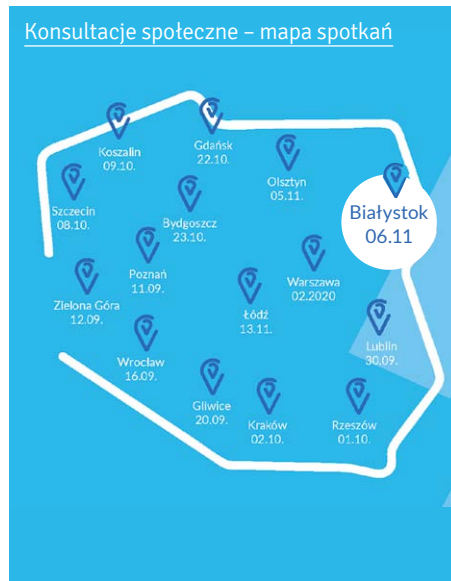 Konsultacje społeczne – mapa spotkań
Koszalin
09.10.
Gdańsk
22.10.
Olsztyn
05.11.
Szczecin
08.10.
Bydgoszcz
23.10.
Białystok
06.11
Poznań
11.09.
Warszawa
02.2020
Zielona Góra
12.09.
Łódź
13.11.
Wrocław
16.09.
Lublin
30.09.
Gliwice
20.09.
Kraków
02.10.
Rzeszów
01.10.